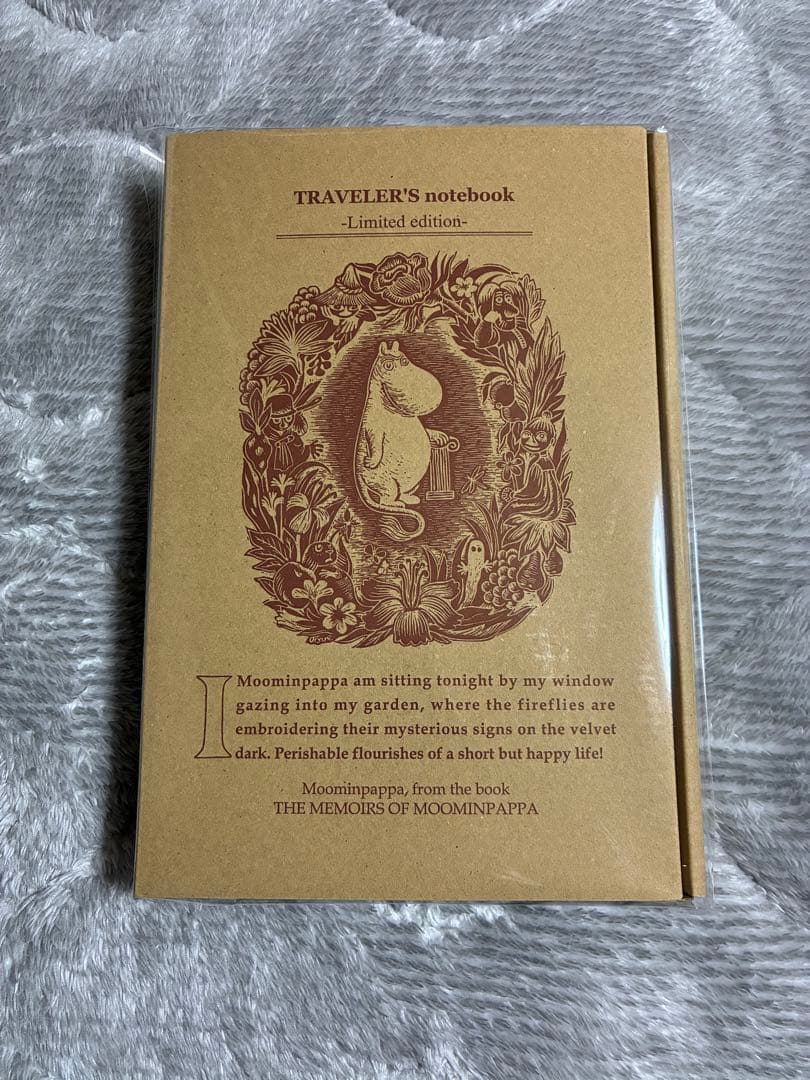 TRAVELER'S notebook
-Limited edition-
I Moominpappa am sitting tonight by my window
gazing into my garden, where the fireflies are
embroidering their mysterious signs on the velvet
dark. Perishable flourishes of a short but happy life!
Moominpappa, from the book
THE MEMOIRS OF MOOMINPAPPA